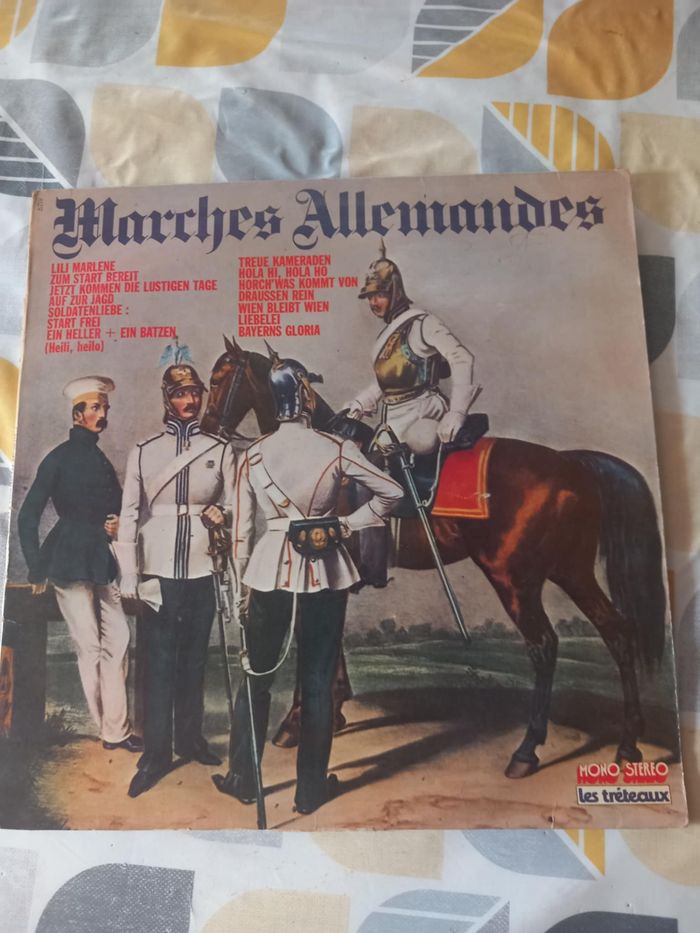 Marches Allemandes
LILJ MARLENE
ZUM START BEREIT
JETZT KOMMEN DIE LUSTIGEN TAGE
AUF ZUR JAGD
SOLDATENLIEBE :
START FREI
EIN HELLER + EIN BATZEN
(Heili, heilo)
TREUE KAMERADEN
HOLA HI, HOLA HO
HORCH'WAS KOMMT VON
DRAUSSEN REIN
WIEN BLEIBT WIEN
LIEBELEI
BAYERNS GLORIA
MONO STEREO
les tréteaux